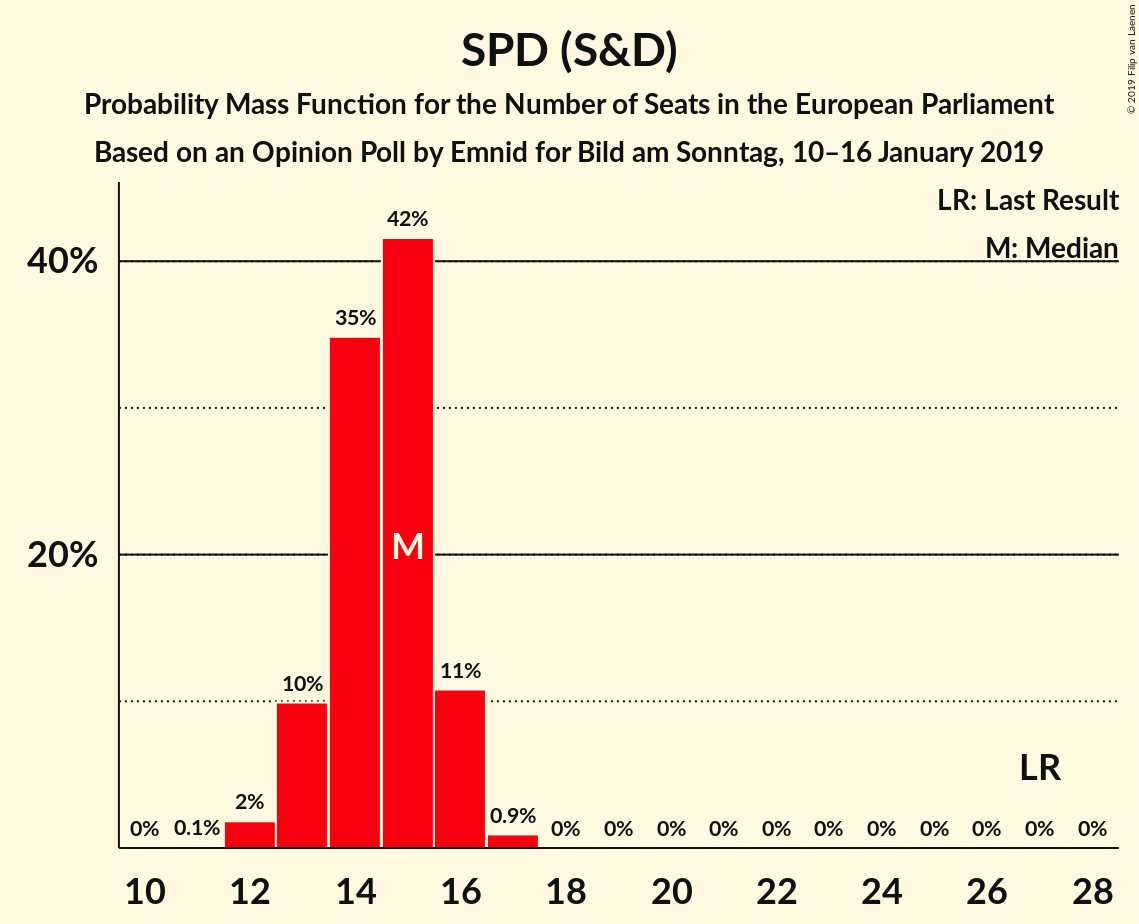 SPD (S&D)
Probability Mass Function for the Number of Seats in the European Parliament
Based on an Opinion Poll by Emnid for Bild am Sonntag, 10–16 January 2019
© 2019 Filip van Laenen
LR: Last Result
M: Median
40%
20%
0%
0.1%
2%
10%
35%
42%
M
11%
0.9%
0%
0%
0%
0%
0%
0%
0%
0%
0%
0%
0%
LR
10 12 14 16 18 20 22 24 26 28